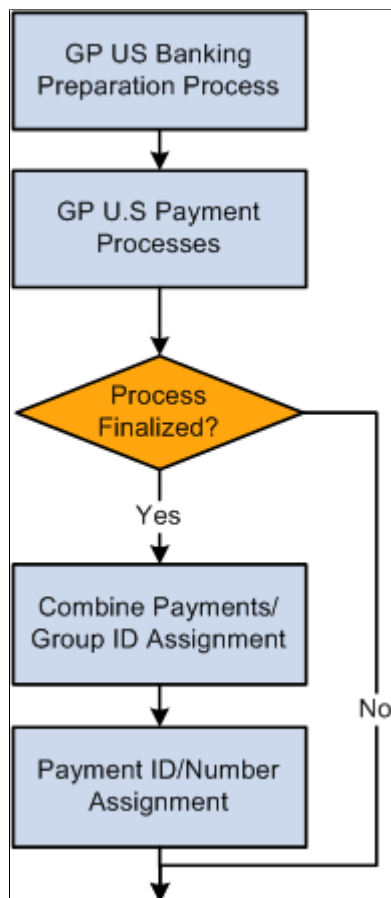 GP US Banking
Preparation Process
GP U.S Payment
Processes
Process
Finalized?
Yes
Combine Payments/
Group ID Assignment
No
Payment ID/Number
Assignment